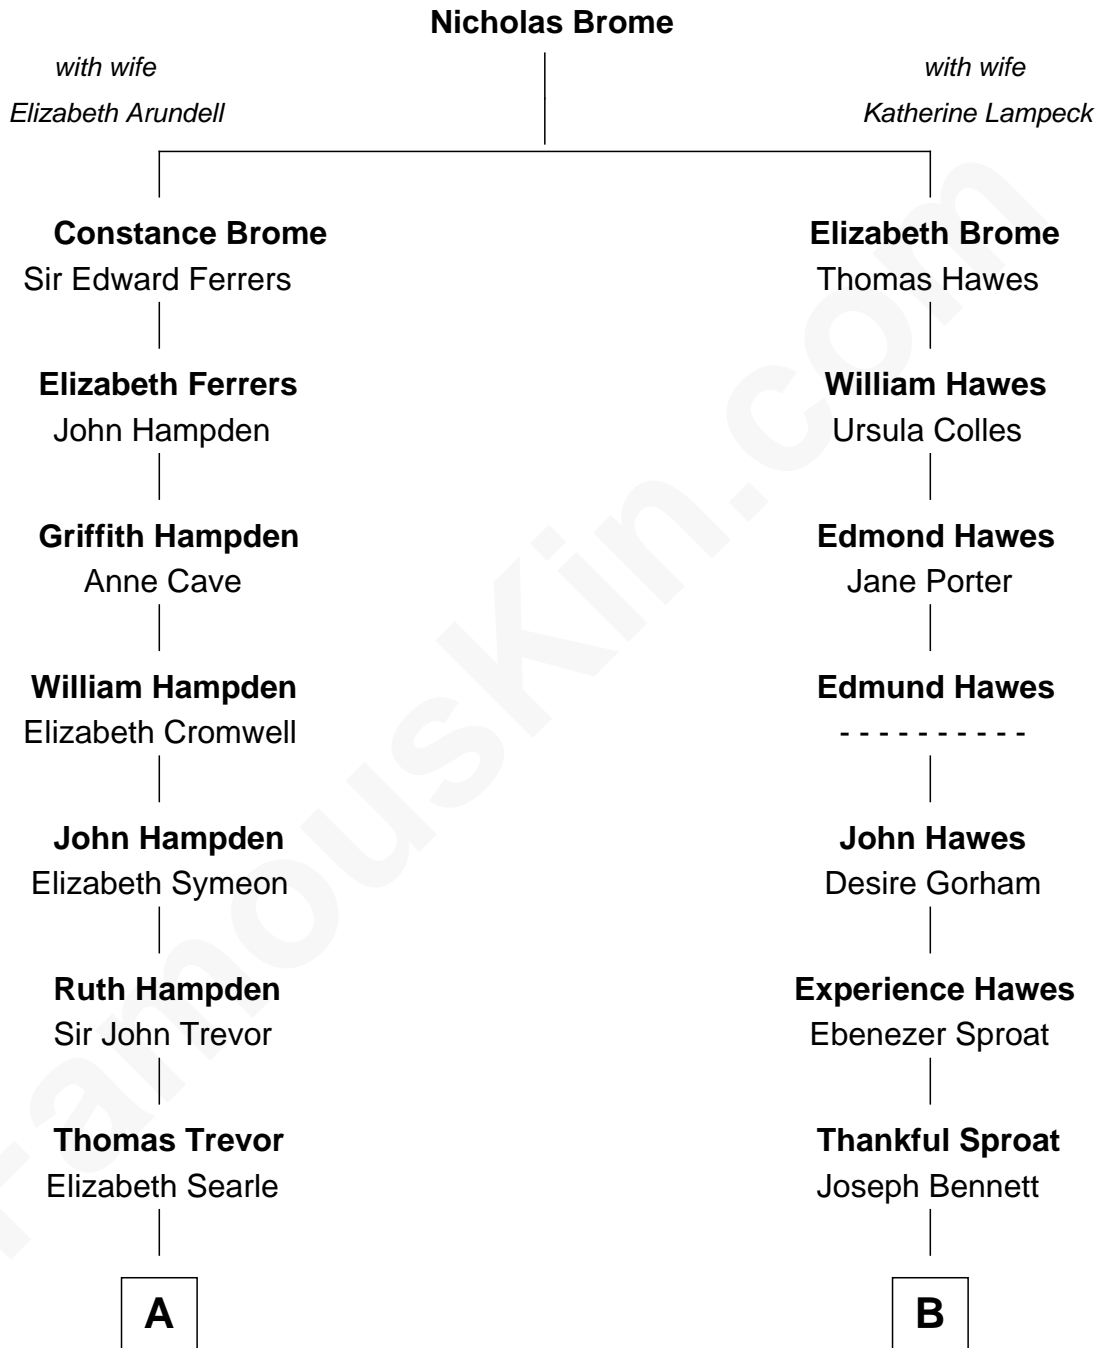 Nicholas Brome
with wife
Elizabeth Arundell
with wife
Katherine Lampeck
Constance Brome
Sir Edward Ferrers
Elizabeth Brome
Thomas Hawes
Elizabeth Ferrers
John Hampden
William Hawes
Ursula Colles
Griffith Hampden
Anne Cave
Edmond Hawes
Jane Porter
William Hampden
Elizabeth Cromwell
Edmund Hawes
- - - - - - - - - -
John Hampden
Elizabeth Symeon
John Hawes
Desire Gorham
Ruth Hampden
Sir John Trevor
Experience Hawes
Ebenezer Sproat
Thomas Trevor
Elizabeth Searle
Thankful Sproat
Joseph Bennett
A
B
FamousKin.com